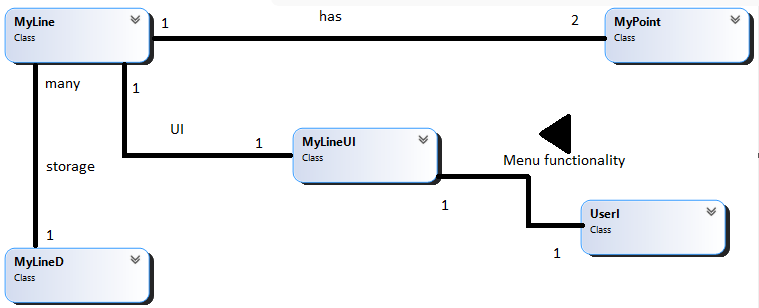 MyLine
Class
1
has
2
MyPoint
Class
many
1
UI
1
MyLineUI
Class
Menu functionality
storage
1
UserI
Class
1
1
MyLineD
Class